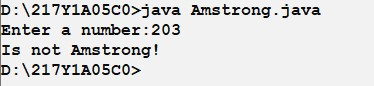 D:\217Y1A05C0>java Amstrong.java
Enter a number:203
Is not Amstrong!
D:\217Y1A05C0>